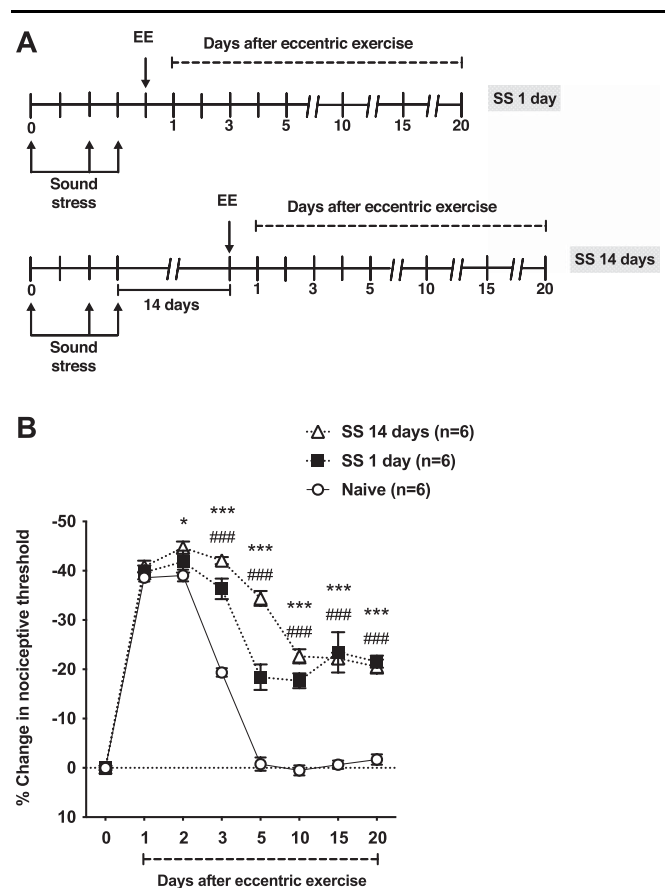 A
EE
Days after eccentric exercise
SS 1 day
0 1 3 5 10 15 20
Sound
stress
EE
Days after eccentric exercise
SS 14 days
0 1 3 5 10 15 20
14 days
Sound
stress
B
SS 14 days (n=6)
SS 1 day (n=6)
Naive (n=6)
% Change in nociceptive threshold
-50
-40
-30
-20
-10
0
10
*
***
###
***
###
***
###
***
###
***
###
0 1 2 3 5 10 15 20
Days after eccentric exercise